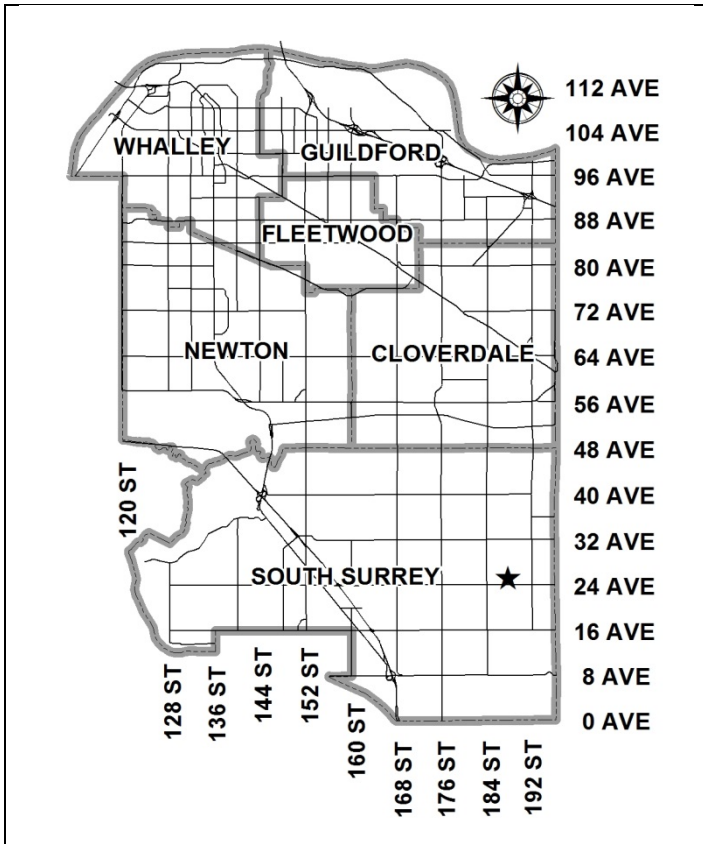 112 AVE
104 AVE
WHALLEY
GUILDFORD
96 AVE
88 AVE
FLEETWOOD
80 AVE
72 AVE
NEWTON
CLOVERDALE
64 AVE
56 AVE
48 AVE
120 ST
40 AVE
32 AVE
SOUTH SURREY
24 AVE
16 AVE
8 AVE
0 AVE
128 ST
136 ST
144 ST
152 ST
160 ST
168 ST
176 ST
184 ST
192 ST